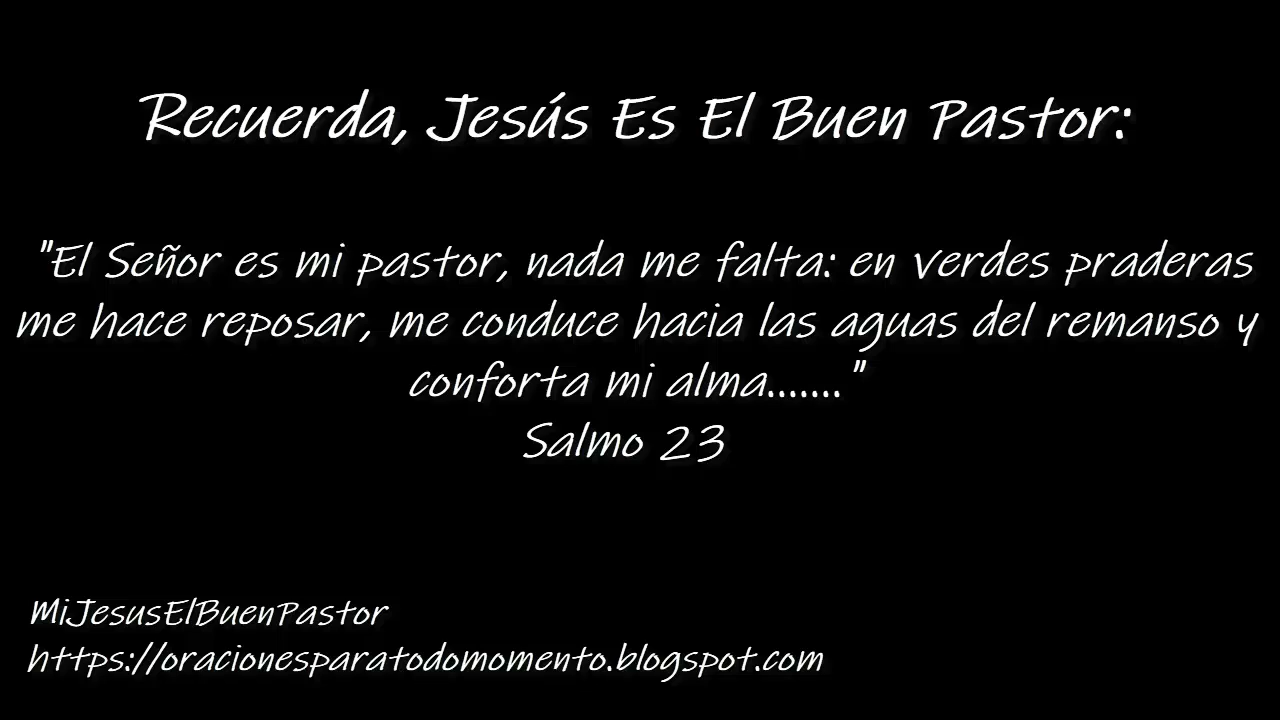 Recuerda, Jesús Es El Buen Pastor:
"El Señor es mi pastor, nada me falta: en verdes praderas
me hace reposar, me conduce hacia las aguas del remanso y
conforta mi alma......."
Salmo 23
MiJesusElBuenPastor
https://oracionesparatodomomento.blogspot.com